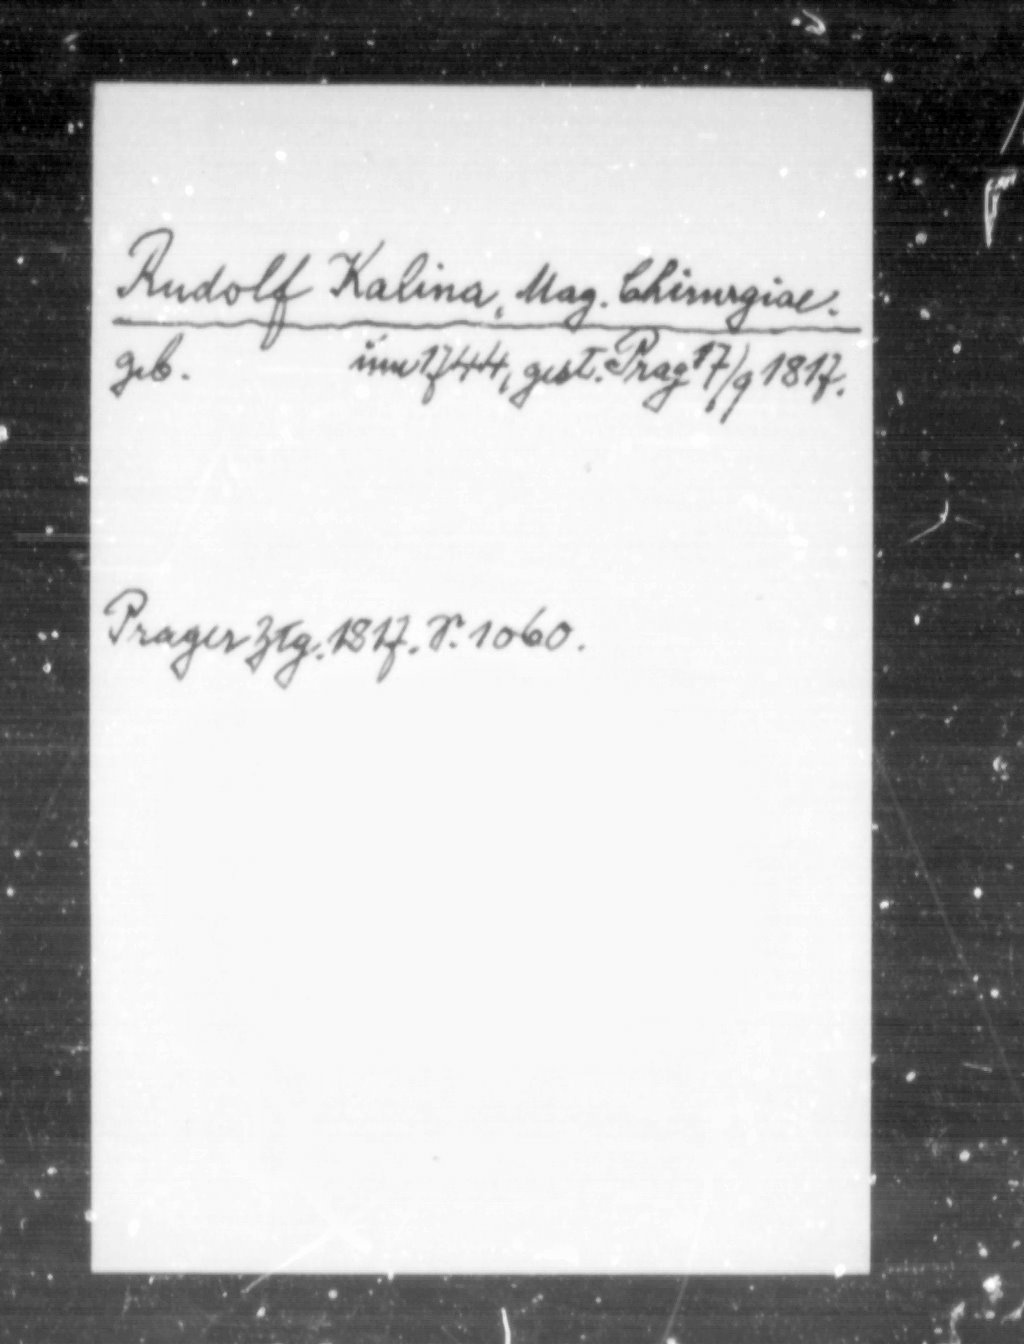 Rudolf Kalina, Mag. Chirurgiae.
geb. um 1744, gest. Prag 17/9 1817.
Prager Ztg. 1817. S. 1060.